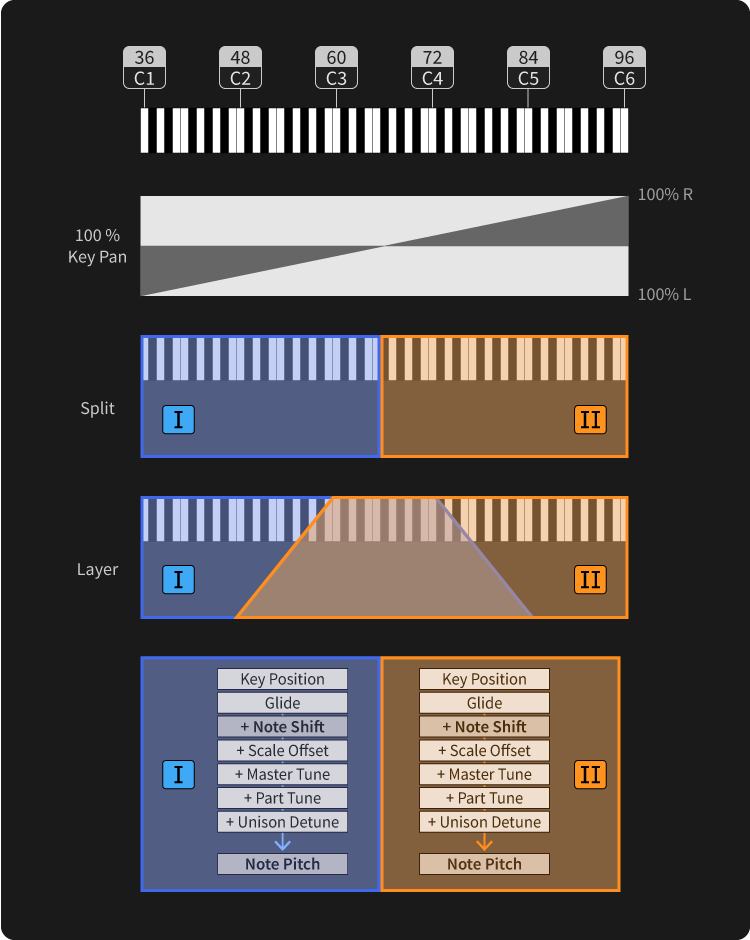 36 48 60 72 84 96
C1 C2 C3 C4 C5 C6
100% R
100 %
Key Pan
100% L
Split
I II
Layer
I II
Key Position Key Position
Glide Glide
+ Note Shift + Note Shift
+ Scale Offset + Scale Offset
I + Master Tune + Master Tune II
+ Part Tune + Part Tune
+ Unison Detune + Unison Detune
Note Pitch Note Pitch